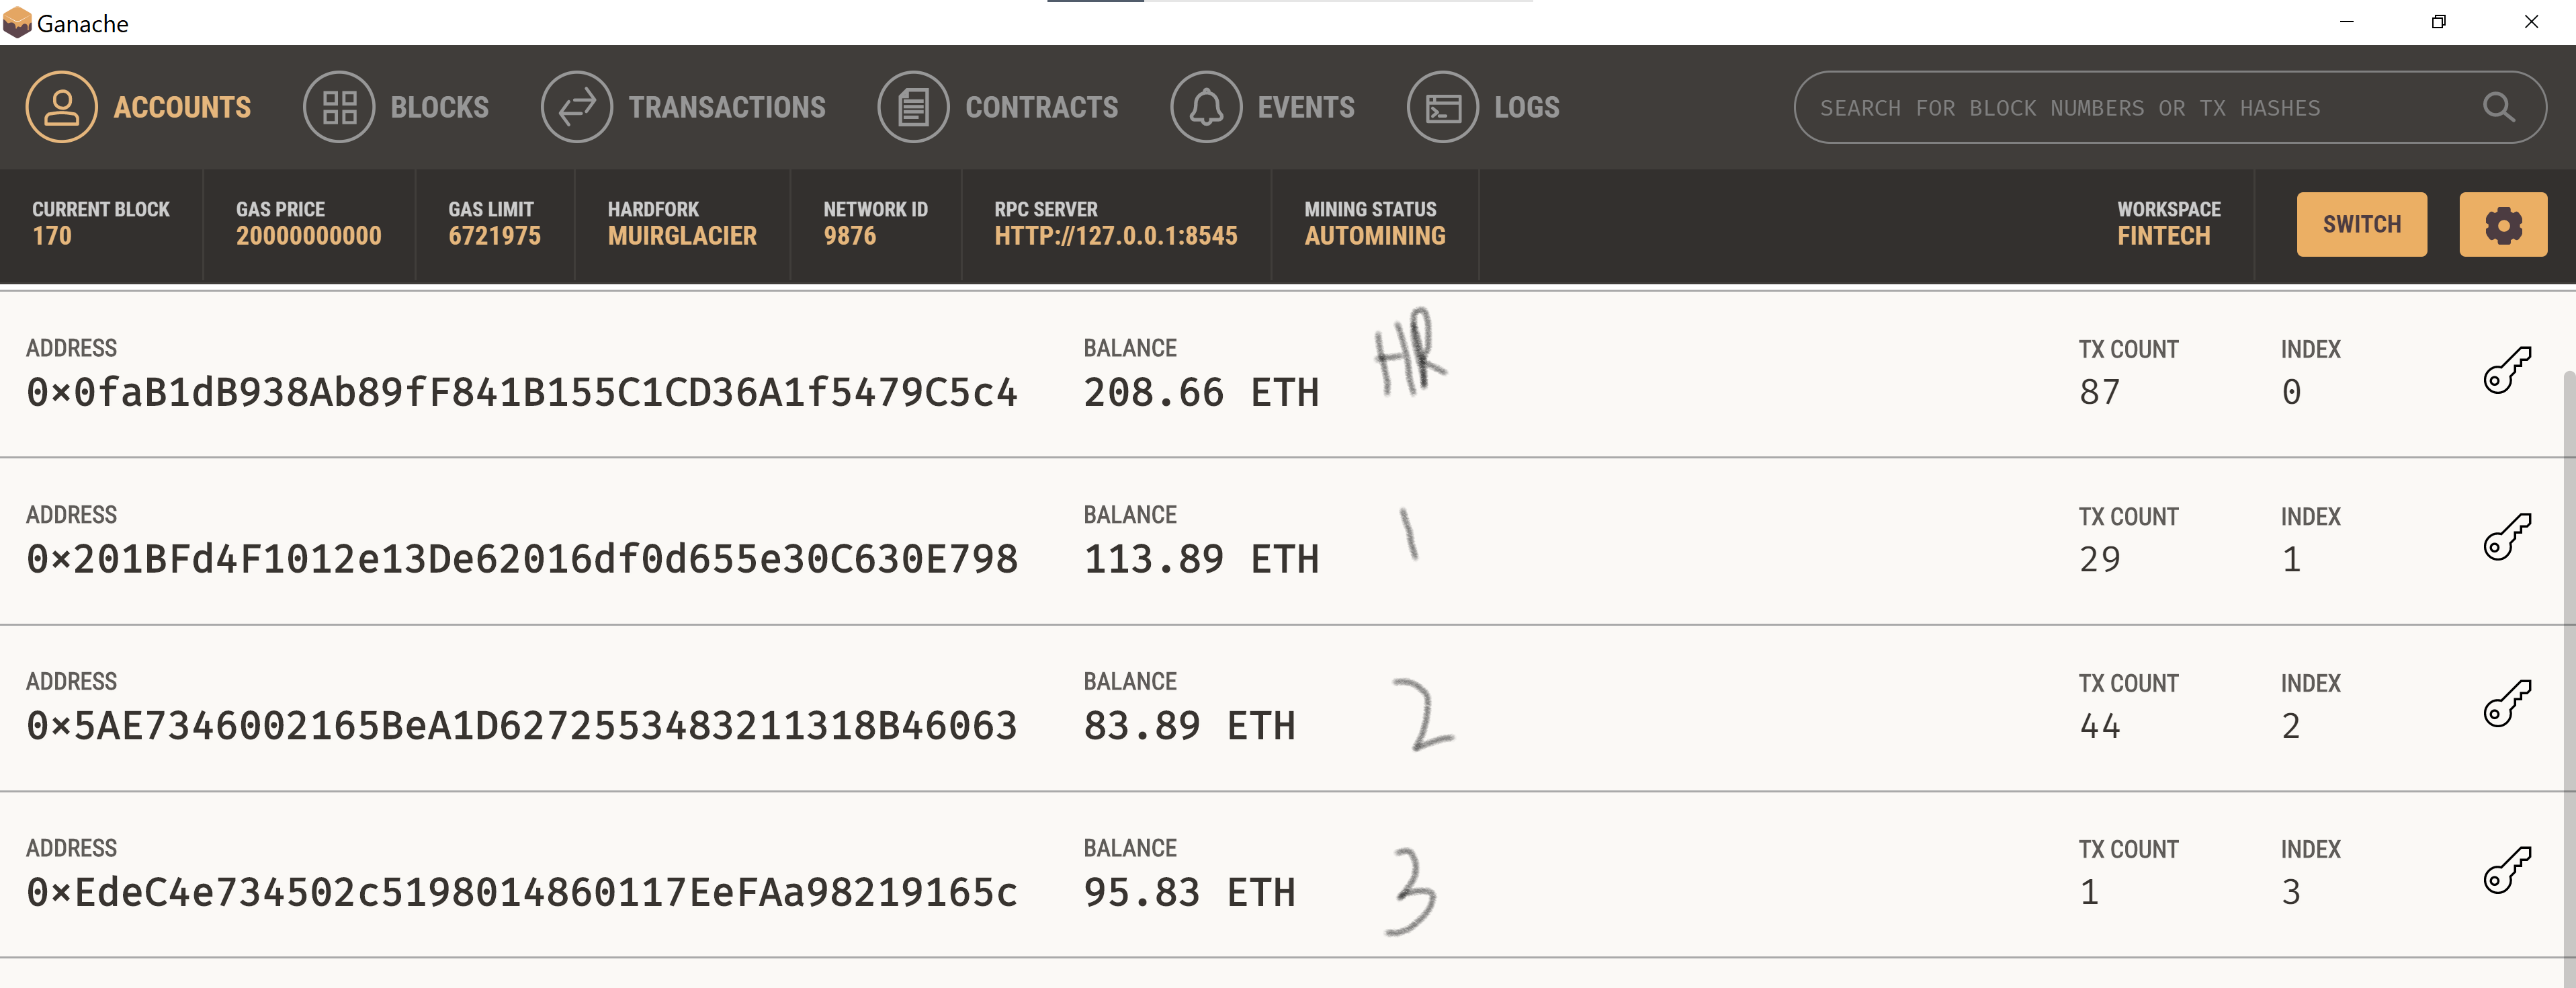 Ganache
ACCOUNTS BLOCKS TRANSACTIONS CONTRACTS EVENTS LOGS SEARCH FOR BLOCK NUMBERS OR TX HASHES
CURRENT BLOCK GAS PRICE GAS LIMIT HARDFORK NETWORK ID RPC SERVER MINING STATUS WORKSPACE
170 20000000000 6721975 MUIRGLACIER 9876 HTTP://127.0.0.1:8545 AUTOMINING FINTECH SWITCH
ADDRESS BALANCE HR TX COUNT INDEX
0×0faB1dB938Ab89fF841B155C1CD36A1f5479C5c4 208.66 ETH 87 0
ADDRESS BALANCE 1 TX COUNT INDEX
0×201BFd4F1012e13De62016df0d655e30C630E798 113.89 ETH 29 1
ADDRESS BALANCE 2 TX COUNT INDEX
0×5AE7346002165BeA1D6272553483211318B46063 83.89 ETH 44 2
ADDRESS BALANCE 3 TX COUNT INDEX
0×EdeC4e734502c5198014860117EeFAa98219165c 95.83 ETH 1 3